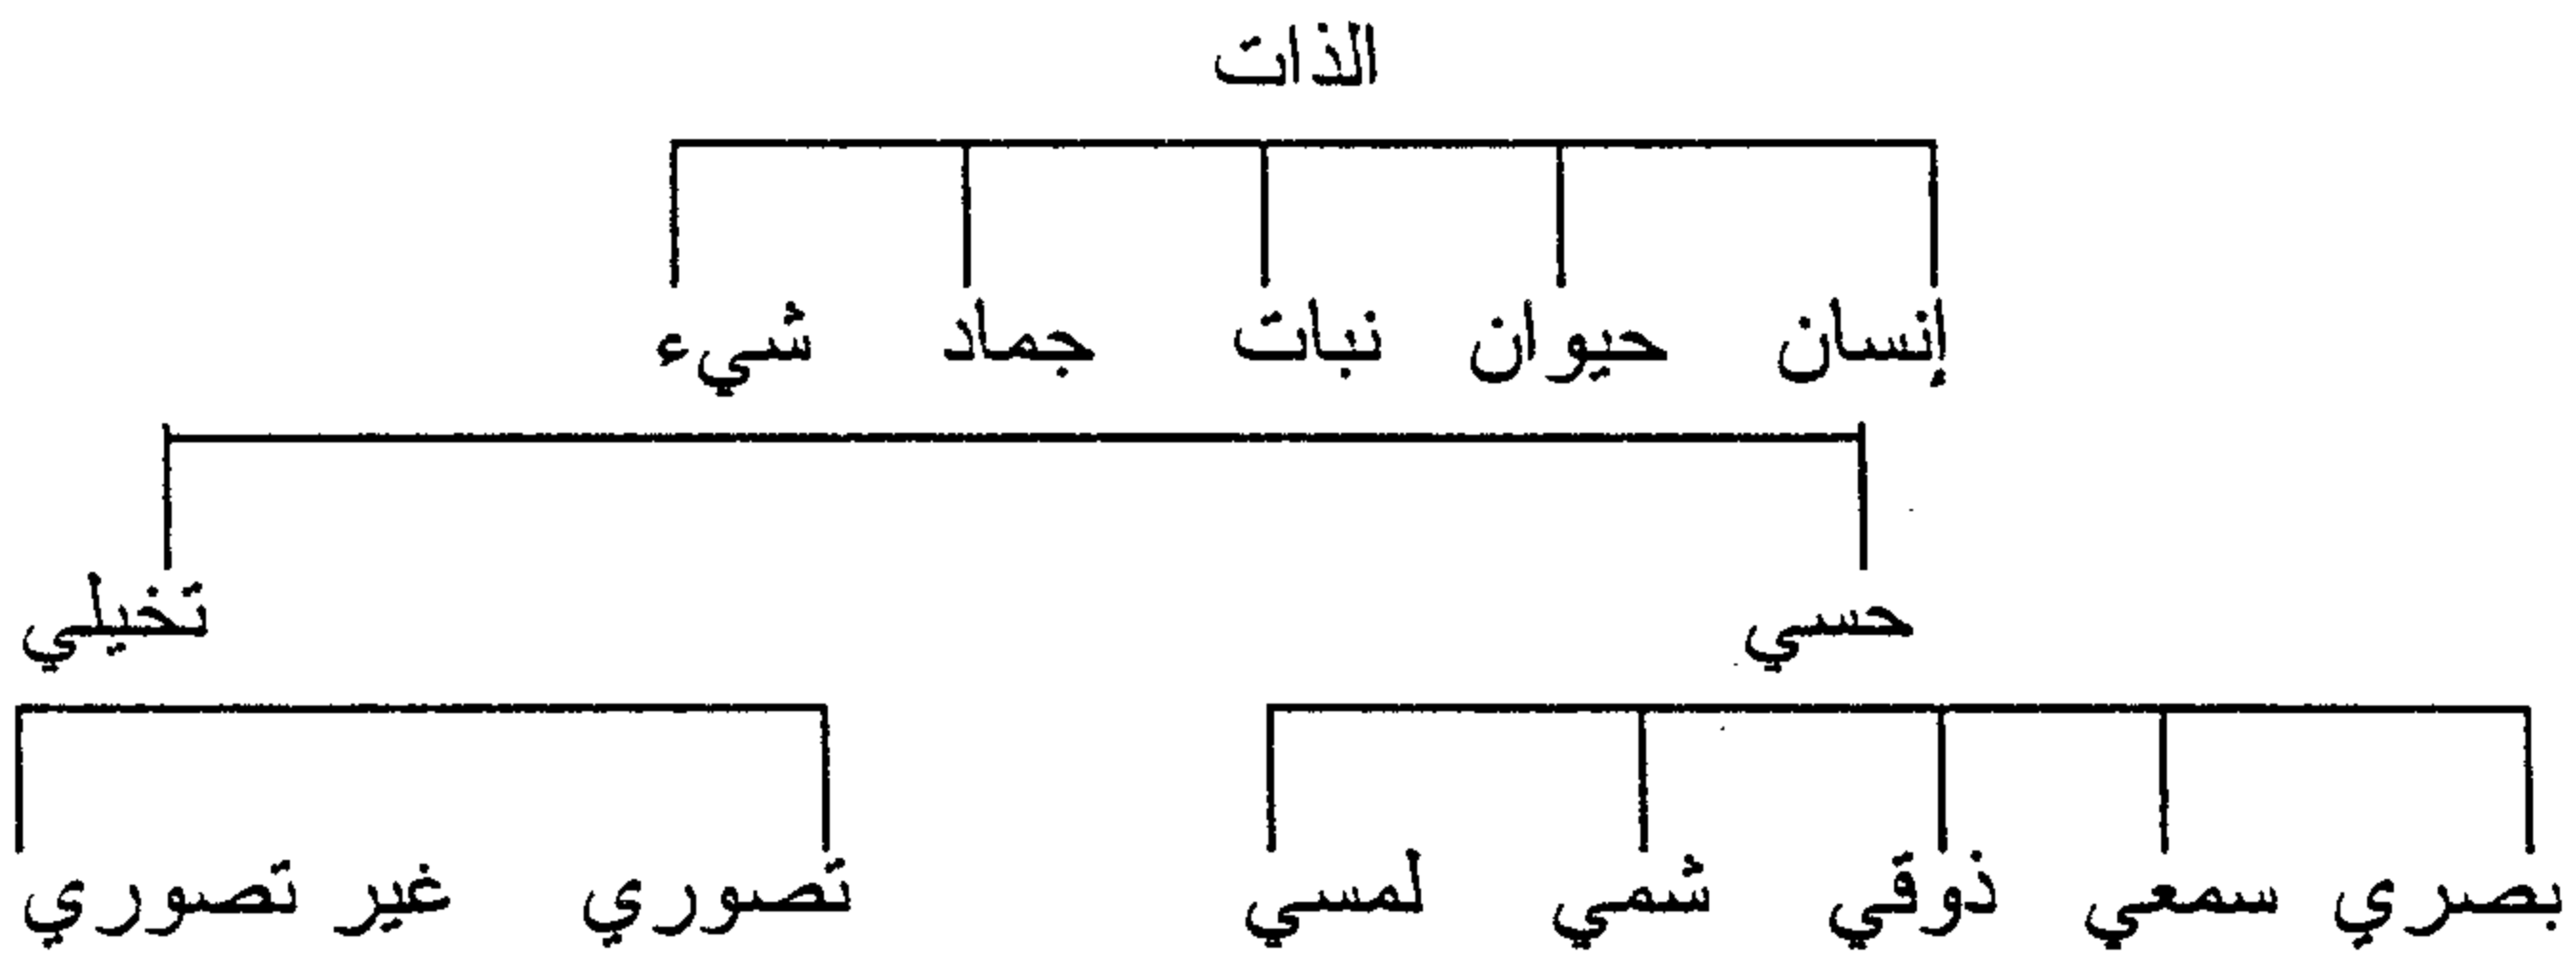 الذات
إنسان حيوان نبات جماد شيء
حسي تخيلي
بصري سمعي ذوقي شمي لمسي تصوري غير تصوري